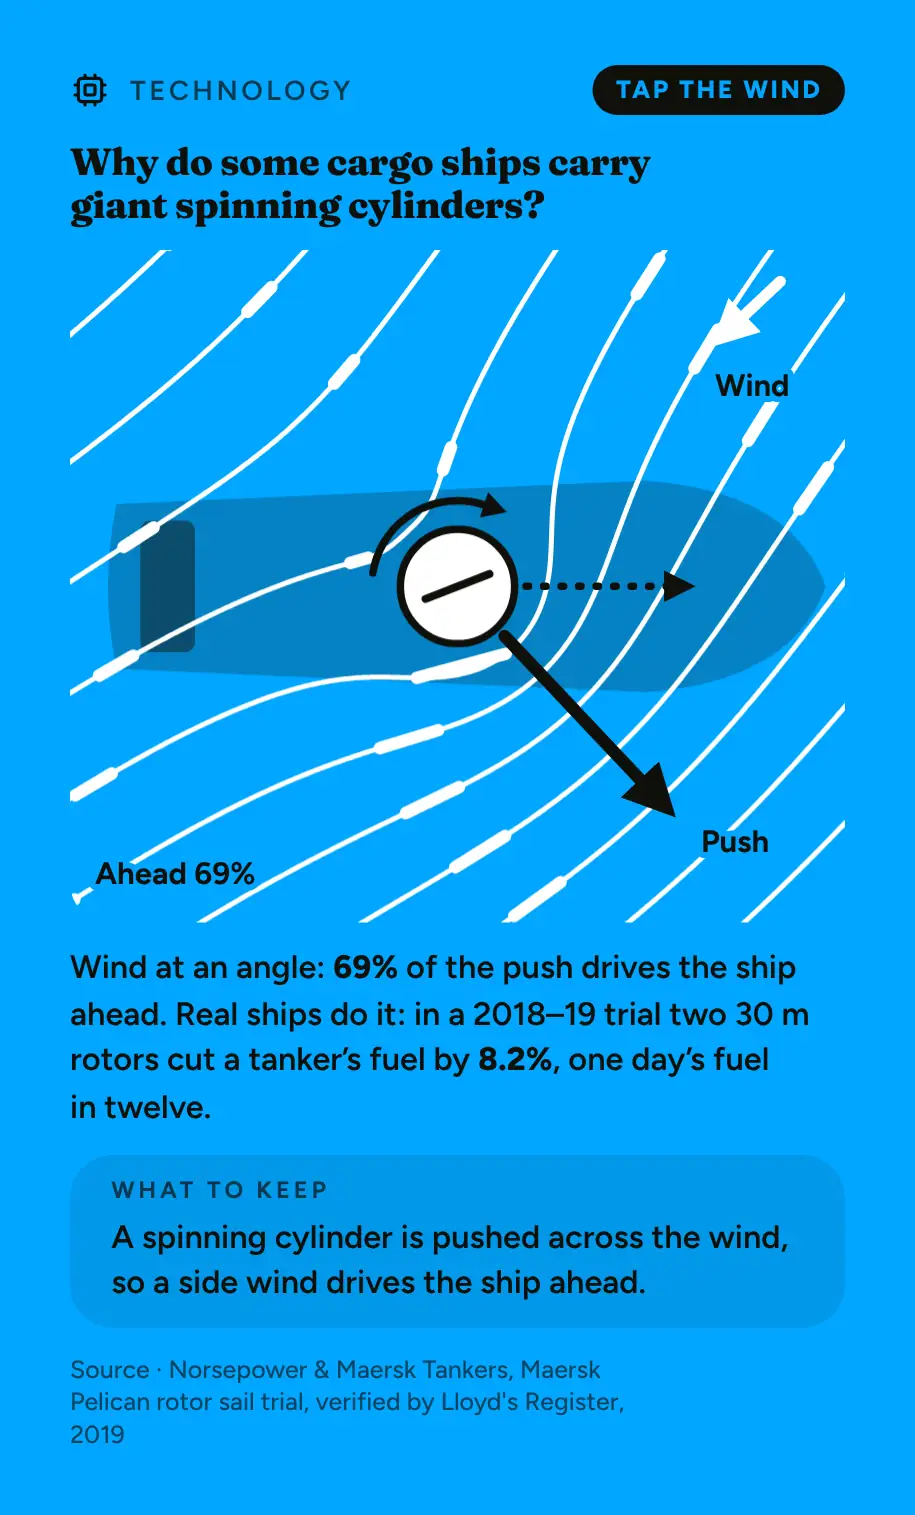 TECHNOLOGY
TAP THE WIND
Why do some cargo ships carry
giant spinning cylinders?
Wind
Push
Ahead 69%
Wind at an angle: 69% of the push drives the ship
ahead. Real ships do it: in a 2018–19 trial two 30 m
rotors cut a tanker’s fuel by 8.2%, one day’s fuel
in twelve.
WHAT TO KEEP
A spinning cylinder is pushed across the wind,
so a side wind drives the ship ahead.
Source · Norsepower & Maersk Tankers, Maersk
Pelican rotor sail trial, verified by Lloyd's Register,
2019